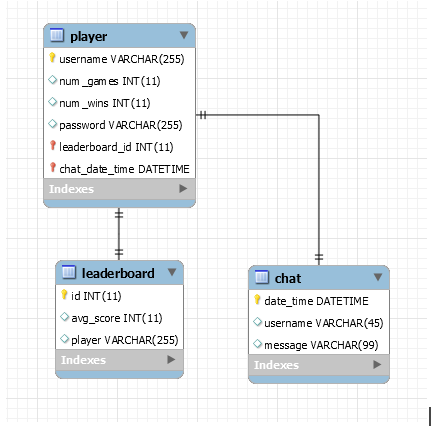 player
username VARCHAR(255)
num_games INT(11)
num_wins INT(11)
password VARCHAR(255)
leaderboard_id INT(11)
chat_date_time DATETIME
Indexes
leaderboard
id INT(11)
avg_score INT(11)
player VARCHAR(255)
Indexes
chat
date_time DATETIME
username VARCHAR(45)
message VARCHAR(99)
Indexes